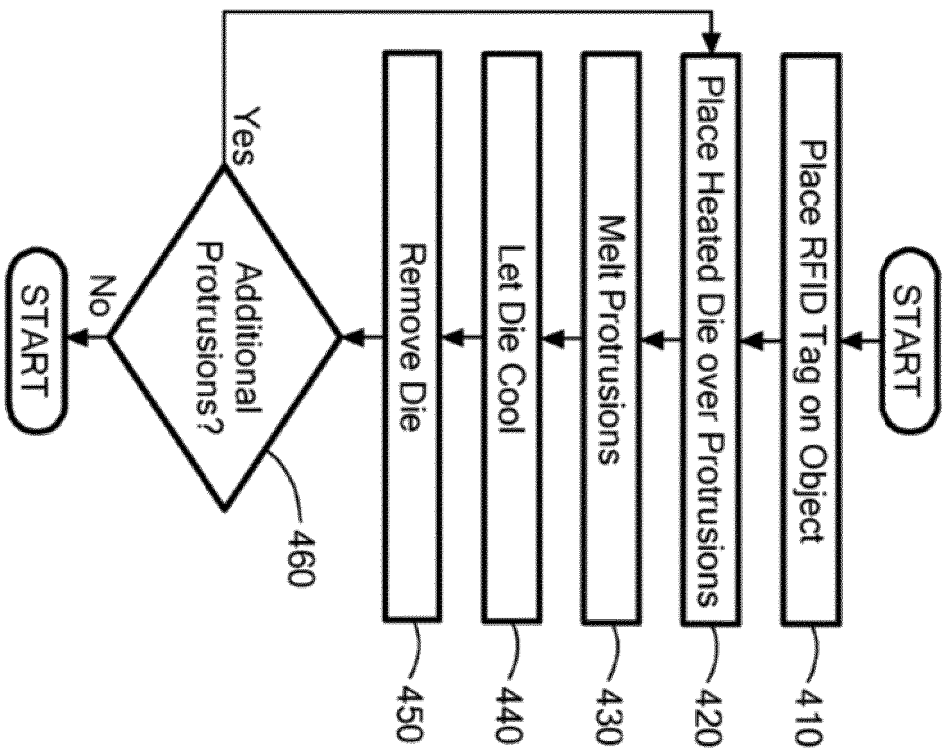 START
Place RFID Tag on Object
410
Place Heated Die over Protrusions
420
Melt Protrusions
430
Let Die Cool
440
Remove Die
450
Yes
Additional
Protrusions?
460
No
START